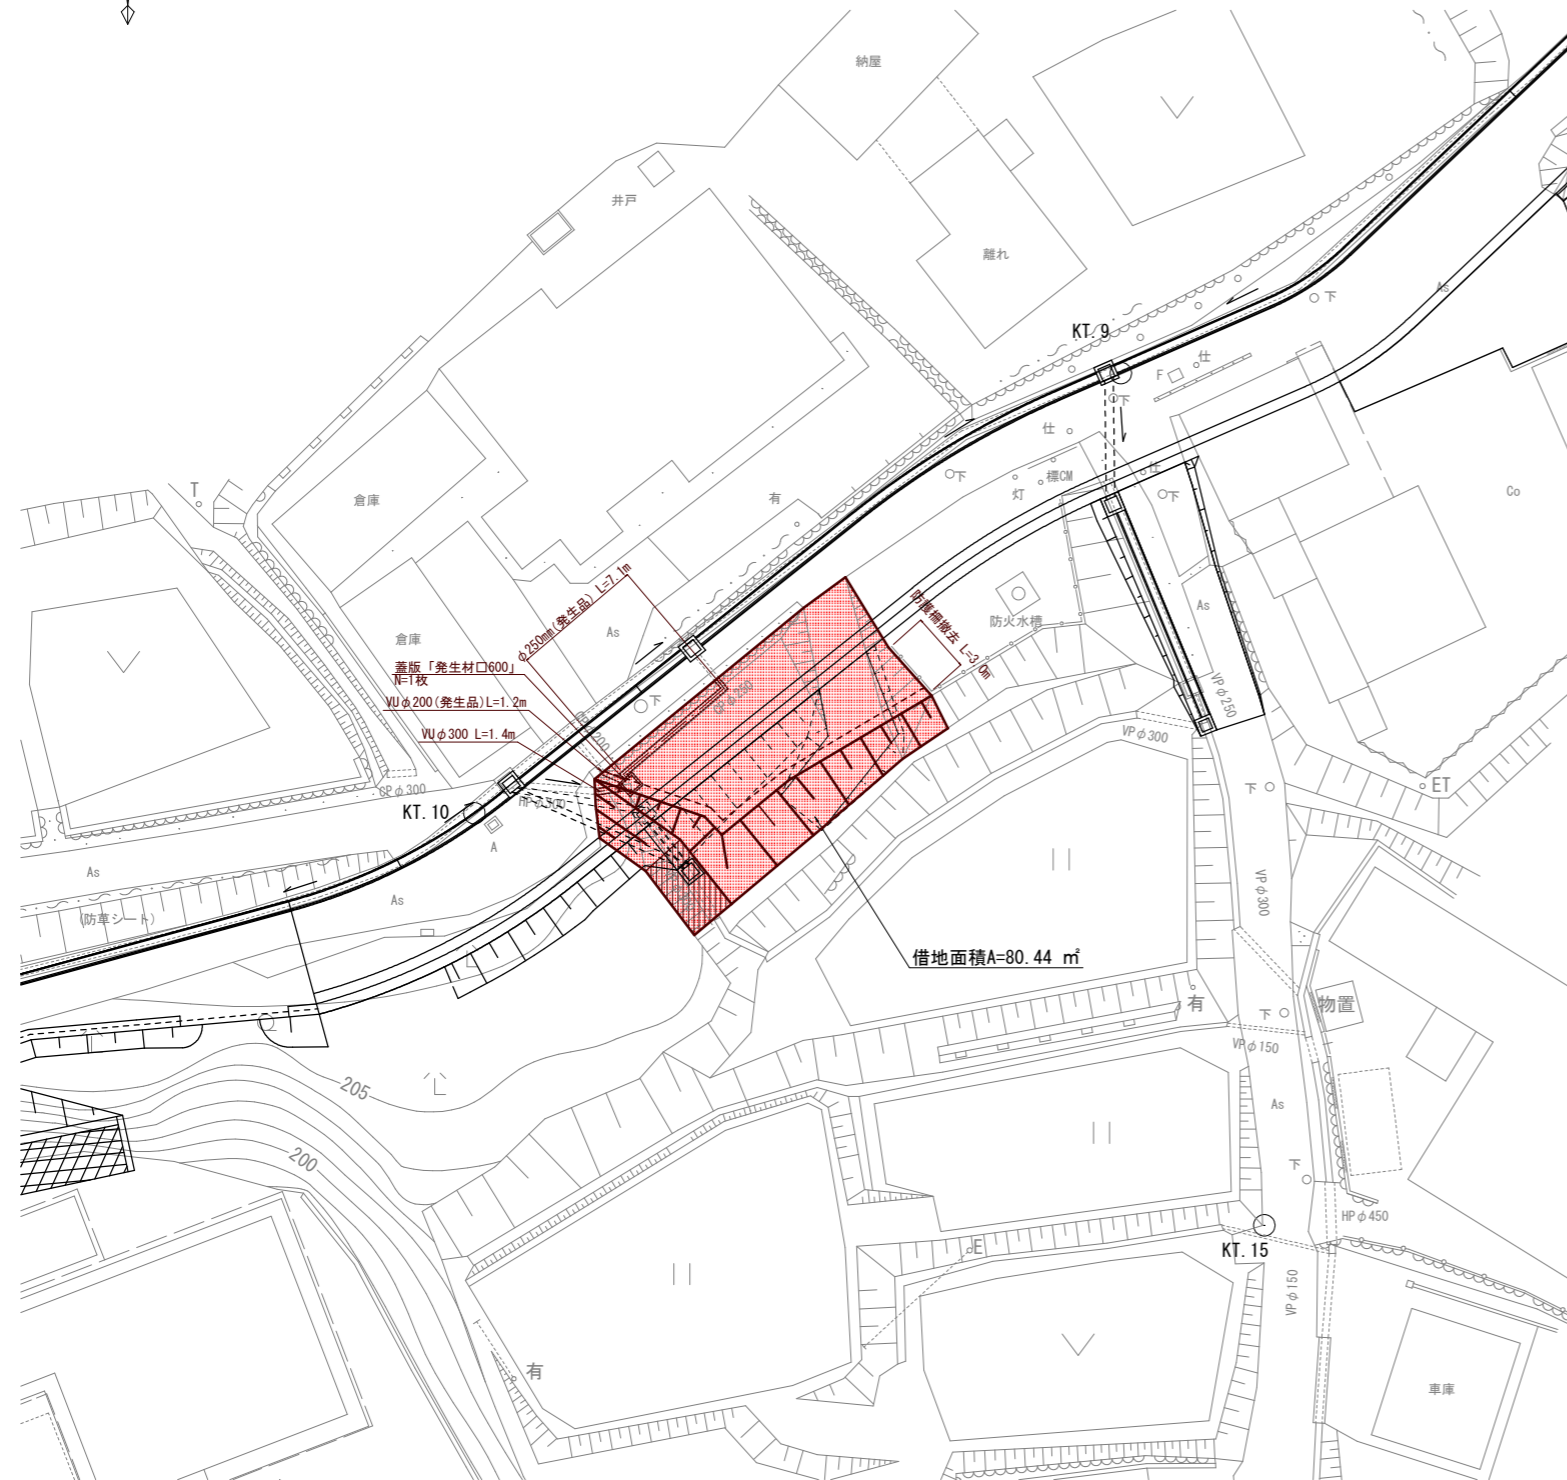 納屋
井戸
離れ
As
下
KT. 9
仕
F
下
仕
仕
標CM
下
灯
下
Co
T
倉庫
有
φ250mm(発生品) L=7.1m
As
倉庫
蓋版「発生材口600」
N=1枚
VUφ200(発生品)L=1.2m
VUφ300 L=1.4m
下
防護柵撤去 L=3.0m
防火水槽
As
VPφ250
VPφ300
CPφ300
HPφ300
KT. 10
A
下
ET
As
As
(防草シート)
VPφ300
借地面積A=80.44 ㎡
有
物置
下
VPφ150
205
As
200
下
HPφ450
E
KT. 15
VPφ150
有
車庫